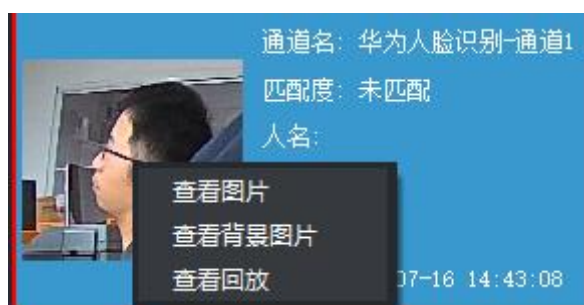 通道名: 华为人脸识别-通道1
匹配度: 未匹配
人名:
查看图片
查看背景图片
查看回放
07-16 14:43:08